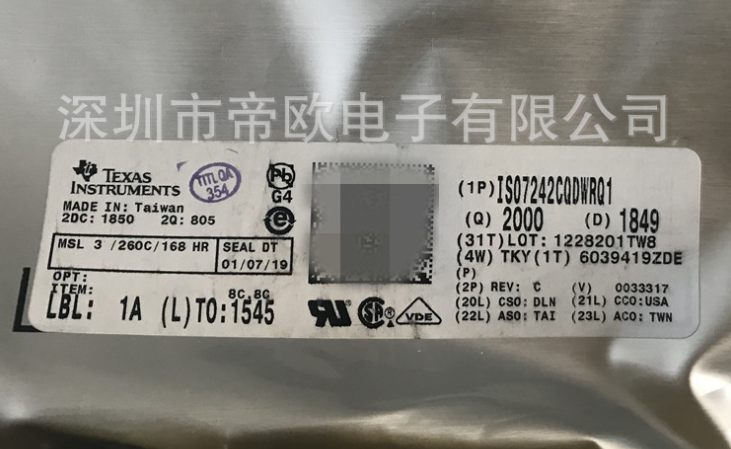 深圳市帝欧电子有限公司
TEXAS
INSTRUMENTS
TITL QA
354
Pb
G4
e
MADE IN: Taiwan
2DC: 1850 2Q: 805
MSL 3 /260C/168 HR
SEAL DT
01/07/19
OPT:
ITEM:
8C, 8G
LBL: 1A (L)TO:1545
(1P)ISO7242CQDWRQ1
(Q) 2000 (D) 1849
(31T)LOT: 1228201TW8
(4W) TKY(1T) 6039419ZDE
(P)
(2P) REV: C (V) 0033317
(20L) CSO: DLN (21L) CCO:USA
(22L) ASO: TAI (23L) ACO: TWN
VDE